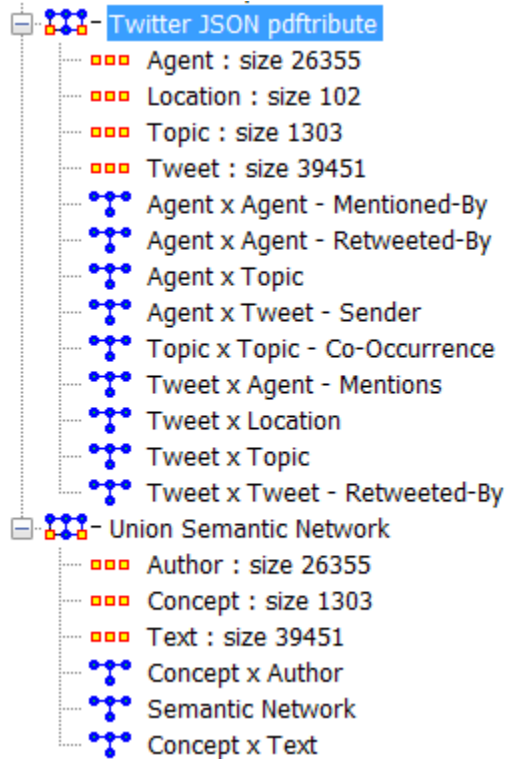 Twitter JSON pdftribute
Agent : size 26355
Location : size 102
Topic : size 1303
Tweet : size 39451
Agent x Agent - Mentioned-By
Agent x Agent - Retweeted-By
Agent x Topic
Agent x Tweet - Sender
Topic x Topic - Co-Occurrence
Tweet x Agent - Mentions
Tweet x Location
Tweet x Topic
Tweet x Tweet - Retweeted-By
Union Semantic Network
Author : size 26355
Concept : size 1303
Text : size 39451
Concept x Author
Semantic Network
Concept x Text